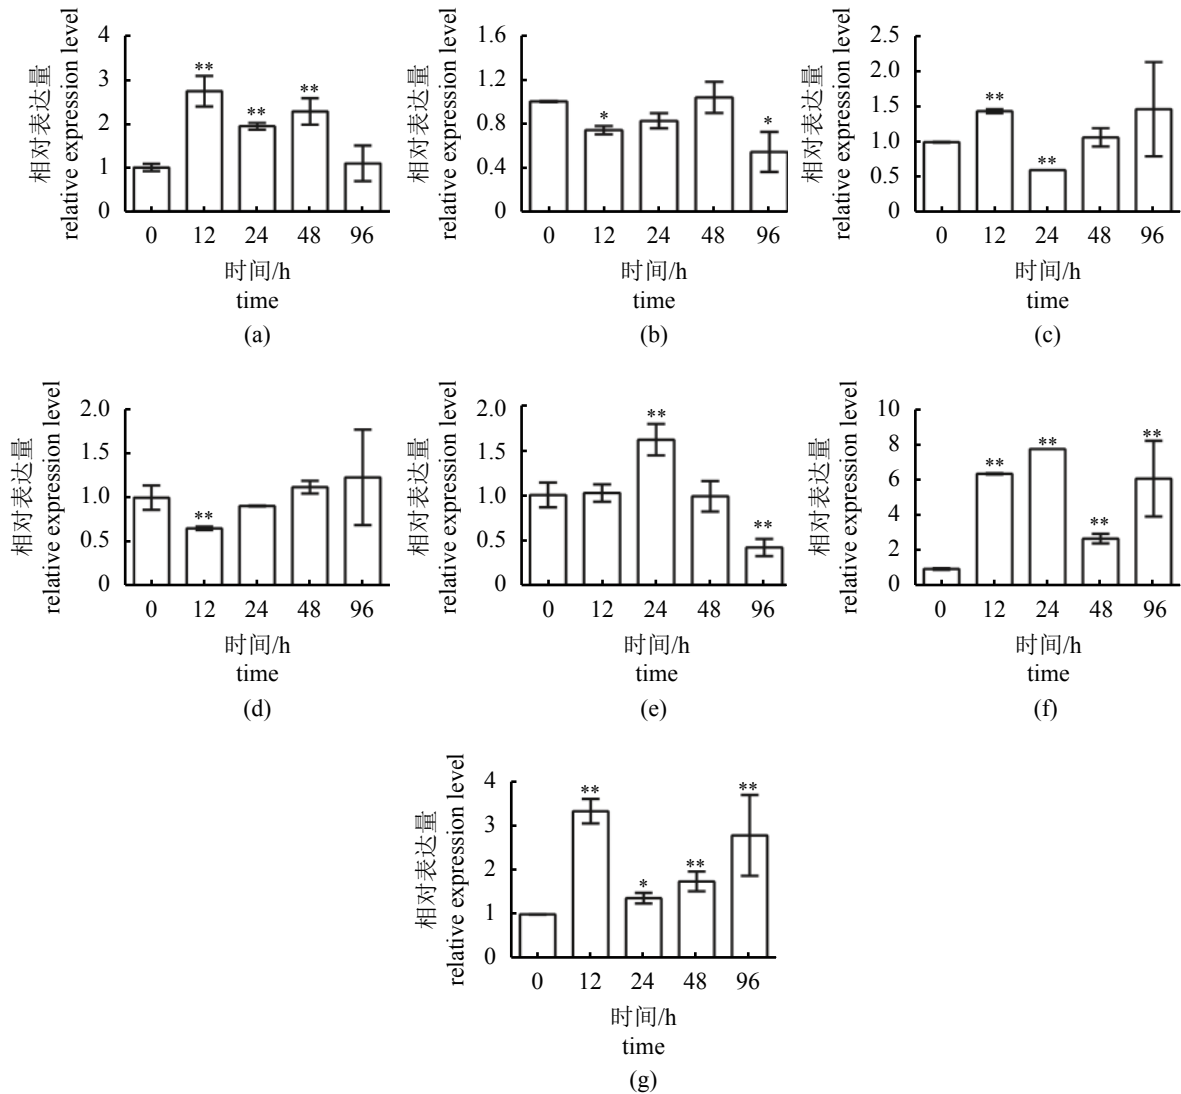 相对表达量
relative expression level
4
3
2
1
0
**
**
**
0 12 24 48 96
时间/h
time
(a)
相对表达量
relative expression level
1.6
1.2
0.8
0.4
0
*
*
0 12 24 48 96
时间/h
time
(b)
相对表达量
relative expression level
2.5
2.0
1.5
1.0
0.5
0
**
**
0 12 24 48 96
时间/h
time
(c)
相对表达量
relative expression level
2.0
1.5
1.0
0.5
0
**
0 12 24 48 96
时间/h
time
(d)
相对表达量
relative expression level
2.0
1.5
1.0
0.5
0
**
**
0 12 24 48 96
时间/h
time
(e)
相对表达量
relative expression level
10
8
6
4
2
0
**
**
**
**
0 12 24 48 96
时间/h
time
(f)
相对表达量
relative expression level
4
3
2
1
0
**
*
**
**
0 12 24 48 96
时间/h
time
(g)